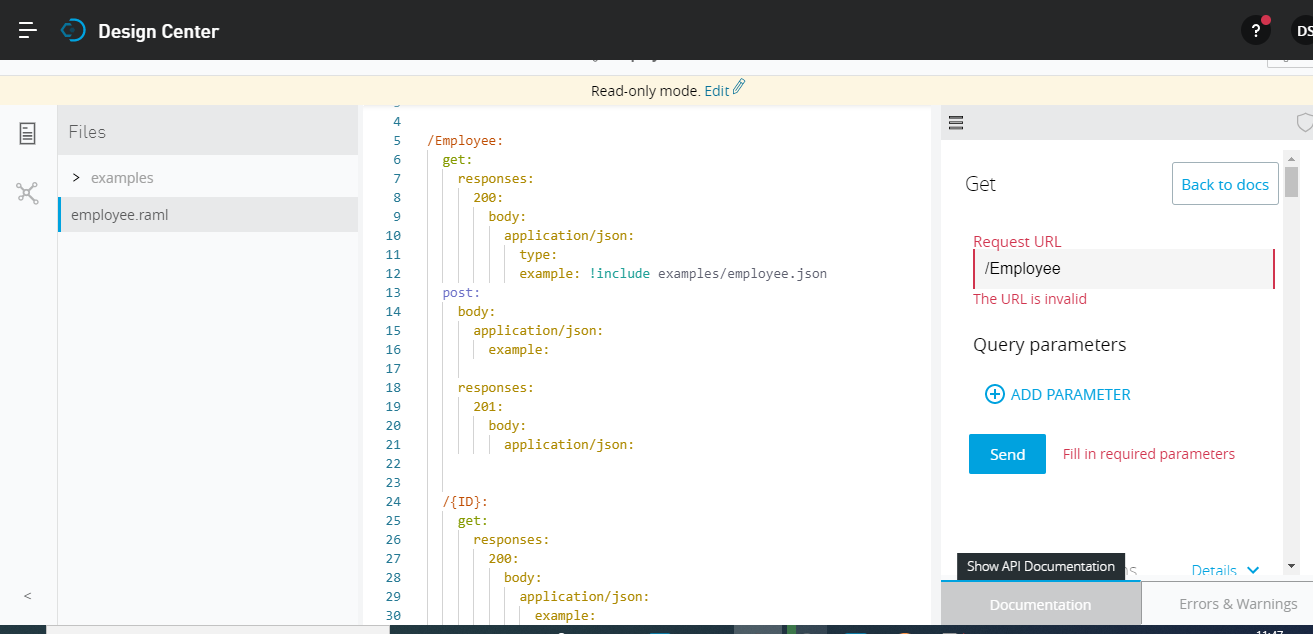 Design Center
?
DS
Read-only mode. Edit
Files
examples
employee.raml
<
4
5 /Employee:
6 get:
7 responses:
8 200:
9 body:
10 application/json:
11 type:
12 example: !include examples/employee.json
13 post:
14 body:
15 application/json:
16 example:
17
18 responses:
19 201:
20 body:
21 application/json:
22
23
24 /{ID}:
25 get:
26 responses:
27 200:
28 body:
29 application/json:
30 example:
Get
Back to docs
Request URL
/Employee
The URL is invalid
Query parameters
ADD PARAMETER
Send
Fill in required parameters
Show API Documentation
Details
Documentation
Errors & Warnings
11:47